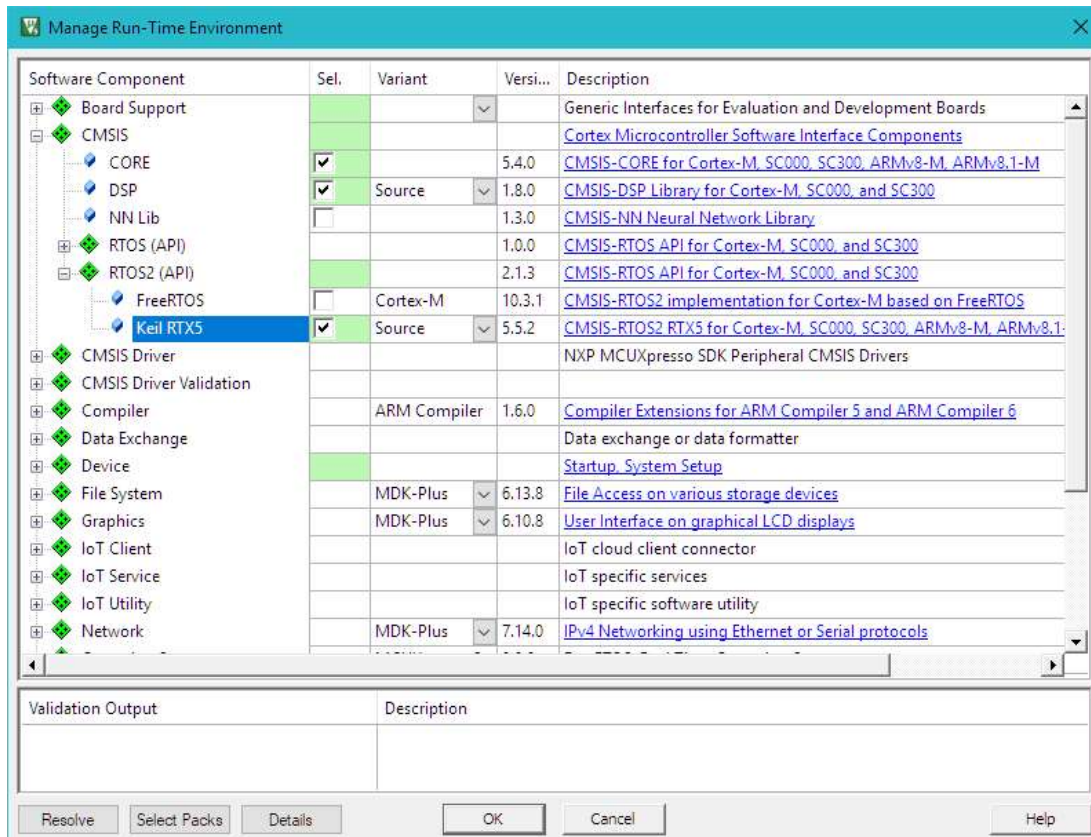 Manage Run-Time Environment
Software Component Sel. Variant Versi... Description
Board Support Generic Interfaces for Evaluation and Development Boards
CMSIS Cortex Microcontroller Software Interface Components
CORE 5.4.0 CMSIS-CORE for Cortex-M, SC000, SC300, ARMv8-M, ARMv8.1-M
DSP Source 1.8.0 CMSIS-DSP Library for Cortex-M, SC000, and SC300
NN Lib 1.3.0 CMSIS-NN Neural Network Library
RTOS (API) 1.0.0 CMSIS-RTOS API for Cortex-M, SC000, and SC300
RTOS2 (API) 2.1.3 CMSIS-RTOS API for Cortex-M, SC000, and SC300
FreeRTOS Cortex-M 10.3.1 CMSIS-RTOS2 implementation for Cortex-M based on FreeRTOS
Keil RTX5 Source 5.5.2 CMSIS-RTOS2 RTX5 for Cortex-M, SC000, SC300, ARMv8-M, ARMv8.1-
CMSIS Driver NXP MCUXpresso SDK Peripheral CMSIS Drivers
CMSIS Driver Validation
Compiler ARM Compiler 1.6.0 Compiler Extensions for ARM Compiler 5 and ARM Compiler 6
Data Exchange Data exchange or data formatter
Device Startup, System Setup
File System MDK-Plus 6.13.8 File Access on various storage devices
Graphics MDK-Plus 6.10.8 User Interface on graphical LCD displays
IoT Client IoT cloud client connector
IoT Service IoT specific services
IoT Utility IoT specific software utility
Network MDK-Plus 7.14.0 IPv4 Networking using Ethernet or Serial protocols
Validation Output Description
Resolve Select Packs Details OK Cancel Help